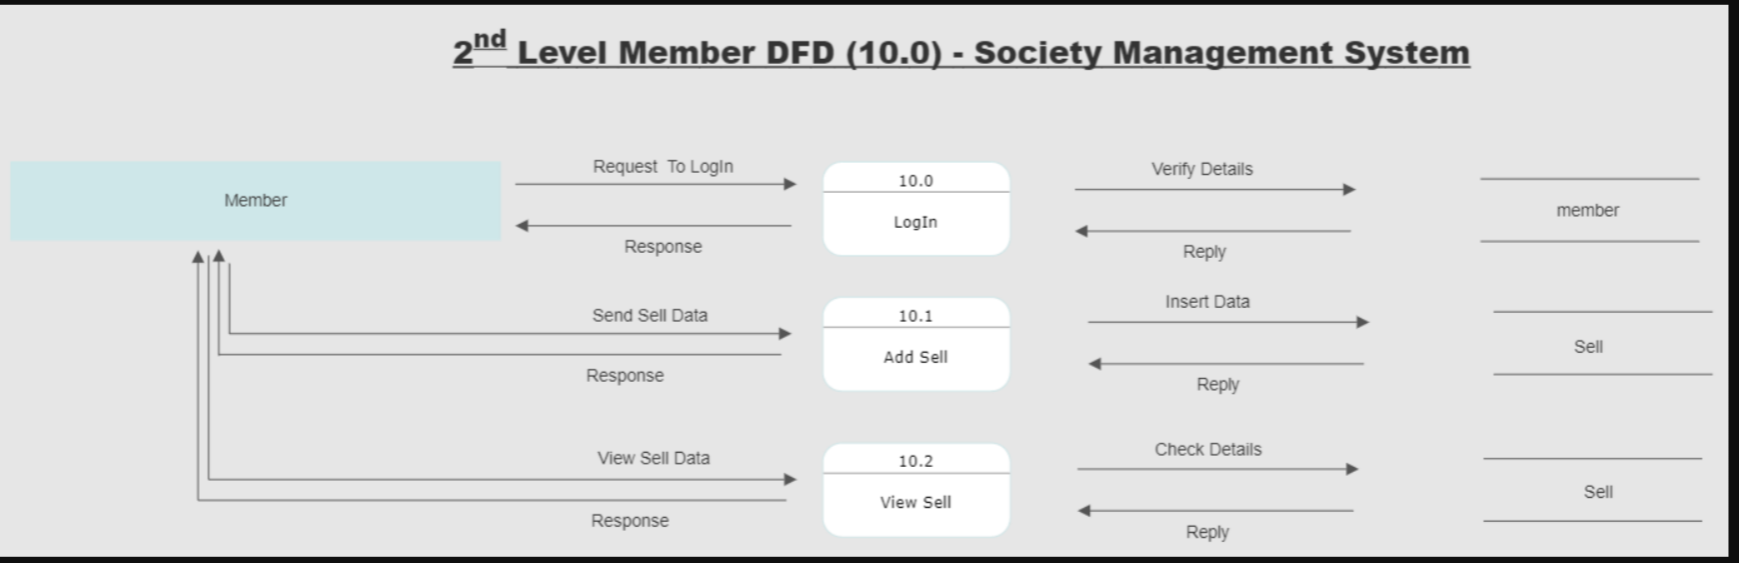 2nd Level Member DFD (10.0) - Society Management System
Request To LogIn
10.0
Verify Details
Member
LogIn
member
Response
Reply
Send Sell Data
10.1
Insert Data
Add Sell
Sell
Response
Reply
View Sell Data
10.2
Check Details
View Sell
Sell
Response
Reply